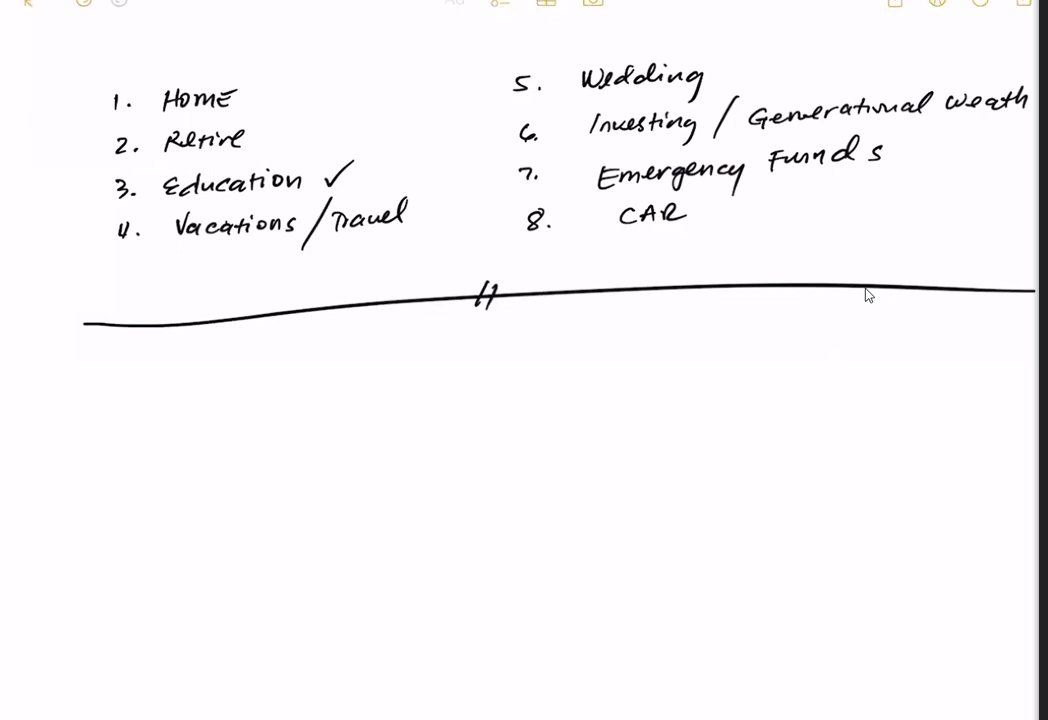 1. HOME
2. Retire
3. Education ✓
4. Vacations / Travel
5. Wedding
6. Investing / Generational Weath
7. Emergency Funds
8. CAR